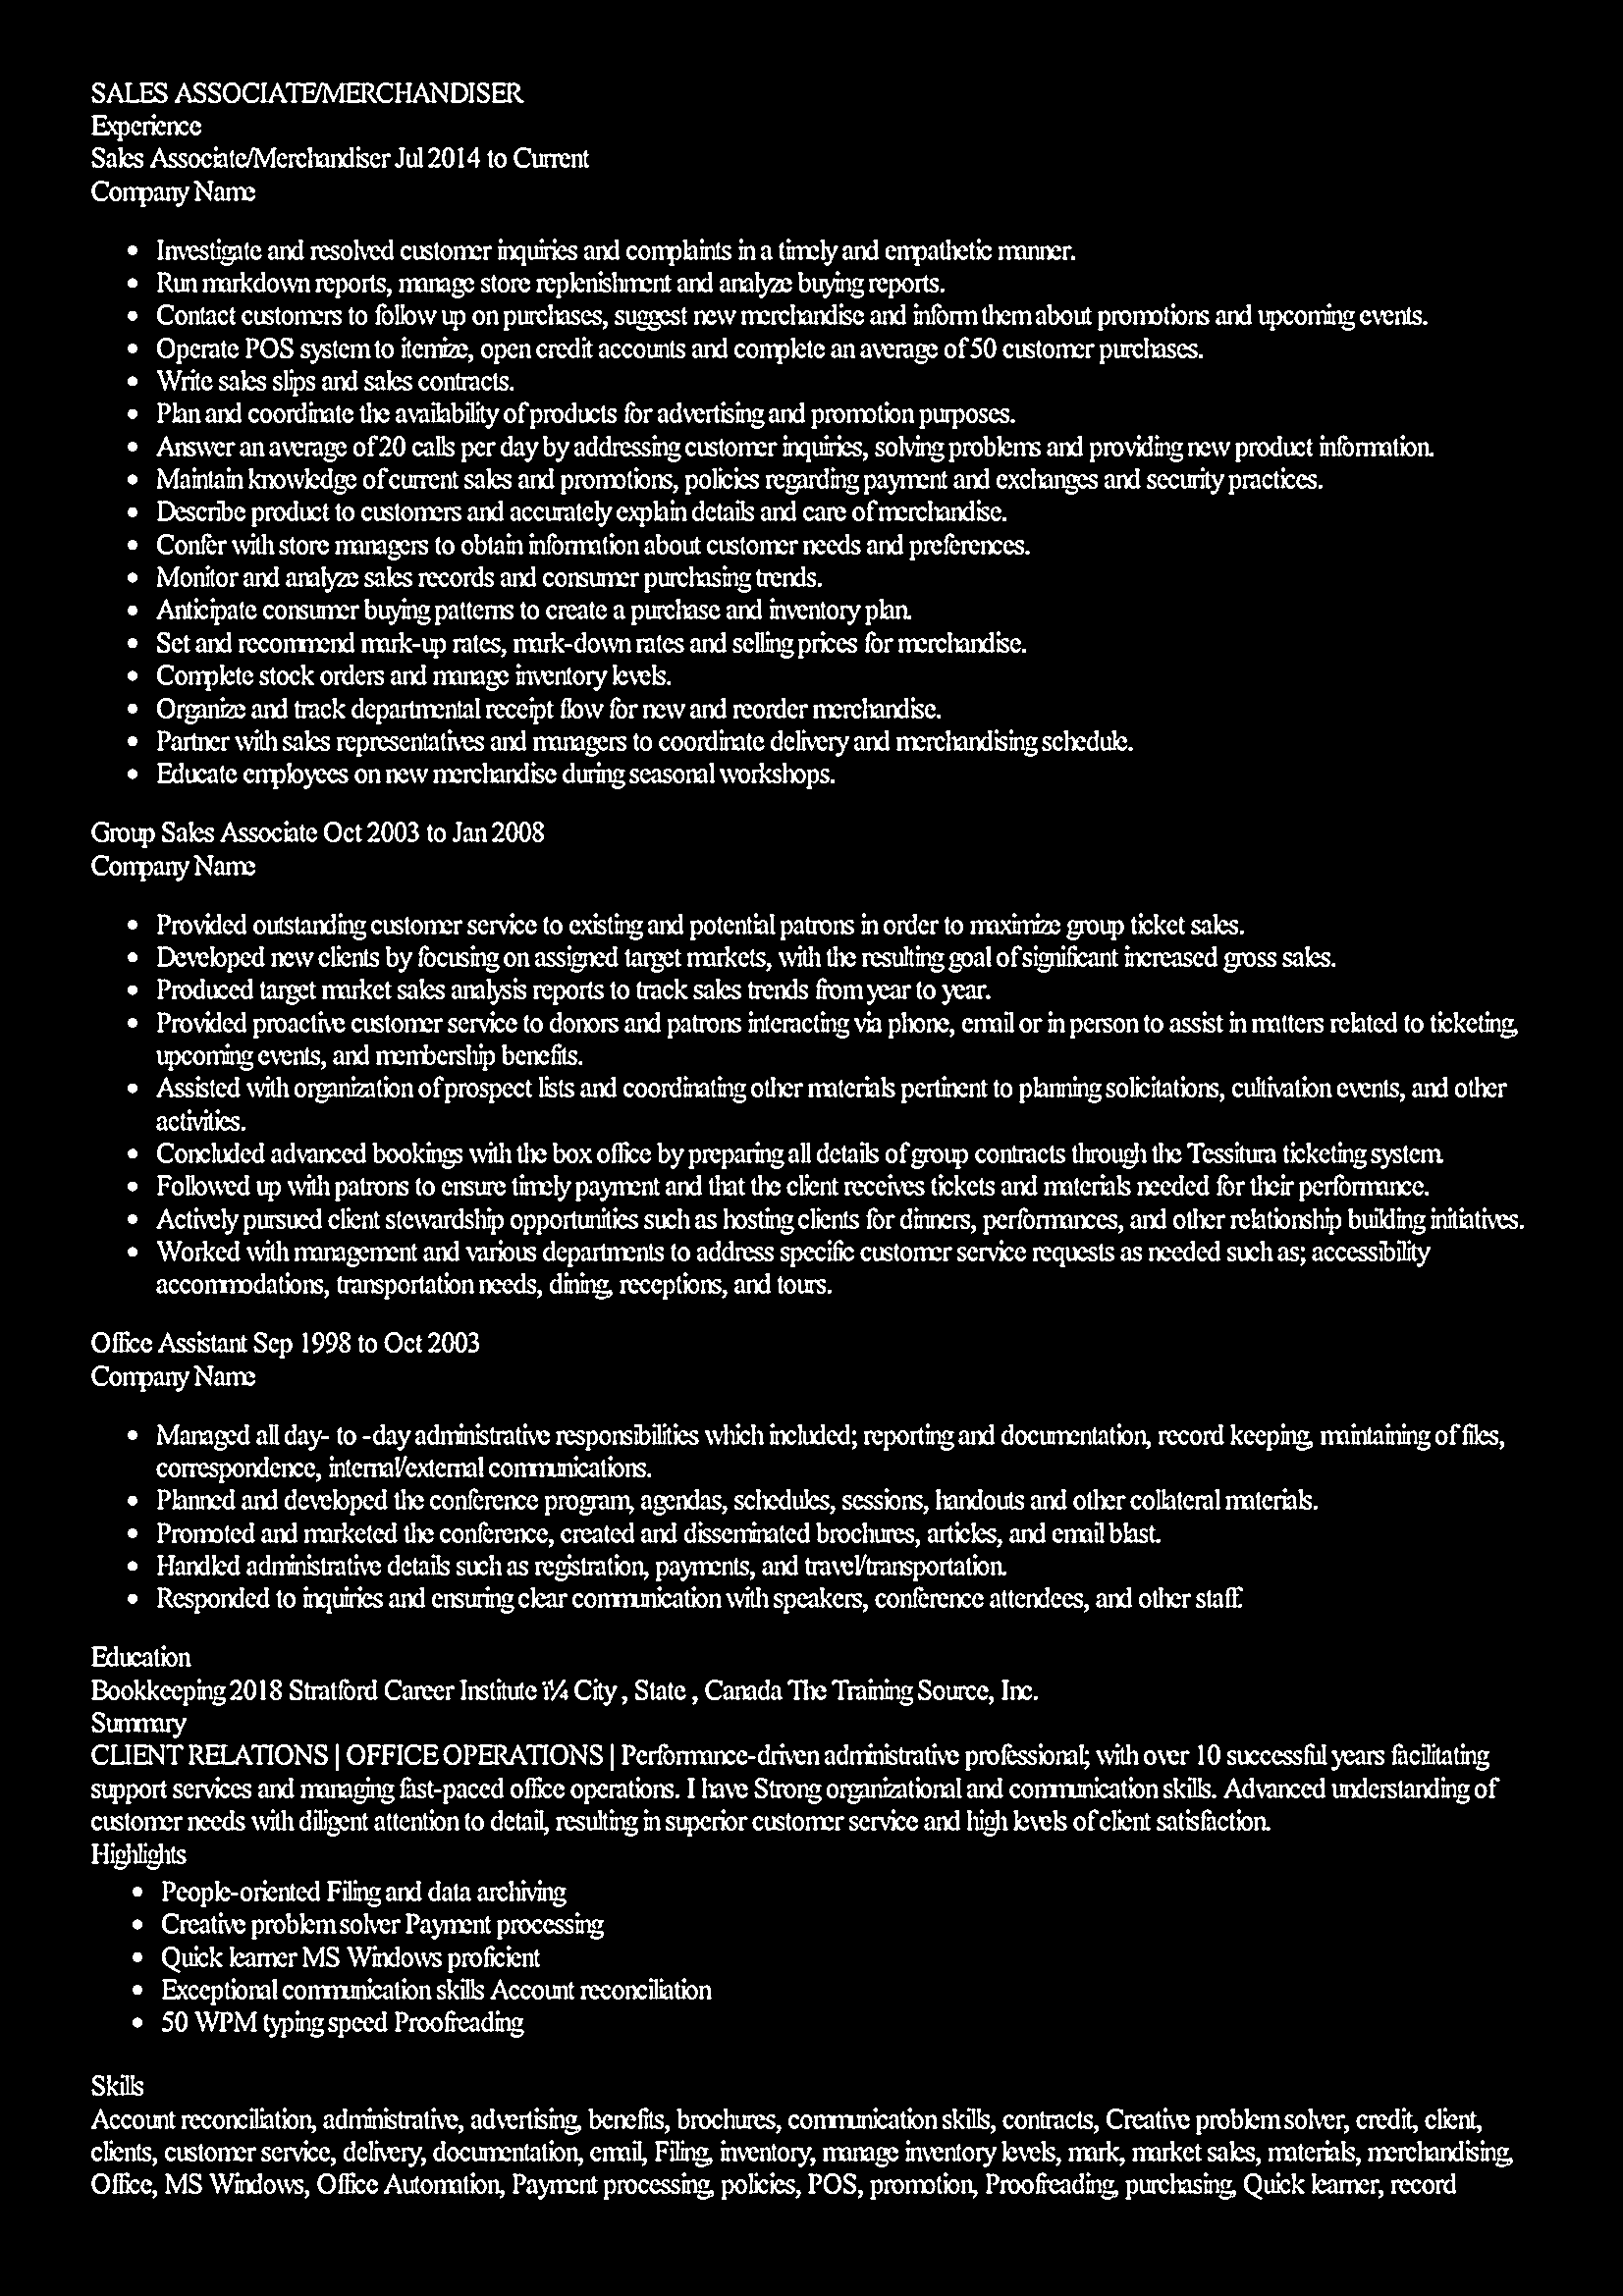 SALES ASSOCIATE/MERCHANDISER
Experience
Sales Associate/Merchandiser Jul 2014 to Current
Company Name
• Investigate and resolved customer inquiries and complaints in a timely and empathetic manner.
• Run markdown reports, manage store replenishment and analyze buying reports.
• Contact customers to follow up on purchases, suggest new merchandise and inform them about promotions and upcoming events.
• Operate POS system to itemize, open credit accounts and complete an average of 50 customer purchases.
• Write sales slips and sales contracts.
• Plan and coordinate the availability of products for advertising and promotion purposes.
• Answer an average of 20 calls per day by addressing customer inquiries, solving problems and providing new product information.
• Maintain knowledge of current sales and promotions, policies regarding payment and exchanges and security practices.
• Describe product to customers and accurately explain details and care of merchandise.
• Confer with store managers to obtain information about customer needs and preferences.
• Monitor and analyze sales records and consumer purchasing trends.
• Anticipate consumer buying patterns to create a purchase and inventory plan.
• Set and recommend mark-up rates, mark-down rates and selling prices for merchandise.
• Complete stock orders and manage inventory levels.
• Organize and track departmental receipt flow for new and reorder merchandise.
• Partner with sales representatives and managers to coordinate delivery and merchandising schedule.
• Educate employees on new merchandise during seasonal workshops.
Group Sales Associate Oct 2003 to Jan 2008
Company Name
• Provided outstanding customer service to existing and potential patrons in order to maximize group ticket sales.
• Developed new clients by focusing on assigned target markets, with the resulting goal of significant increased gross sales.
• Produced target market sales analysis reports to track sales trends from year to year.
• Provided proactive customer service to donors and patrons interacting via phone, email or in person to assist in matters related to ticketing,
upcoming events, and membership benefits.
• Assisted with organization of prospect lists and coordinating other materials pertinent to planning solicitations, cultivation events, and other
activities.
• Concluded advanced bookings with the box office by preparing all details of group contracts through the Tessitura ticketing system.
• Followed up with patrons to ensure timely payment and that the client receives tickets and materials needed for their performance.
• Actively pursued client stewardship opportunities such as hosting clients for dinners, performances, and other relationship building initiatives.
• Worked with management and various departments to address specific customer service requests as needed such as; accessibility
accommodations, transportation needs, dining, receptions, and tours.
Office Assistant Sep 1998 to Oct 2003
Company Name
• Managed all day- to -day administrative responsibilities which included; reporting and documentation, record keeping, maintaining of files,
correspondence, internal/external communications.
• Planned and developed the conference program, agendas, schedules, sessions, handouts and other collateral materials.
• Promoted and marketed the conference, created and disseminated brochures, articles, and email blast.
• Handled administrative details such as registration, payments, and travel/transportation.
• Responded to inquiries and ensuring clear communication with speakers, conference attendees, and other staff.
Education
Bookkeeping 2018 Stratford Career Institute ï¼ City , State , Canada The Training Source, Inc.
Summary
CLIENT RELATIONS | OFFICE OPERATIONS | Performance-driven administrative professional; with over 10 successful years facilitating
support services and managing fast-paced office operations. I have Strong organizational and communication skills. Advanced understanding of
customer needs with diligent attention to detail, resulting in superior customer service and high levels of client satisfaction.
Highlights
• People-oriented Filing and data archiving
• Creative problem solver Payment processing
• Quick learner MS Windows proficient
• Exceptional communication skills Account reconciliation
• 50 WPM typing speed Proofreading
Skills
Account reconciliation, administrative, advertising, benefits, brochures, communication skills, contracts, Creative problem solver, credit, client,
clients, customer service, delivery, documentation, email, Filing, inventory, manage inventory levels, mark, market sales, materials, merchandising,
Office, MS Windows, Office Automation, Payment processing, policies, POS, promotion, Proofreading, purchasing, Quick learner, record